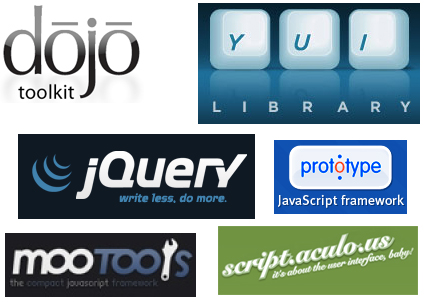 dōjō
toolkit
Y U I
LIBRARY
jQuery
write less, do more.
prototype
JavaScript framework
mooTools
the compact javascript framework
script.aculo.us
it's about the user interface, baby!